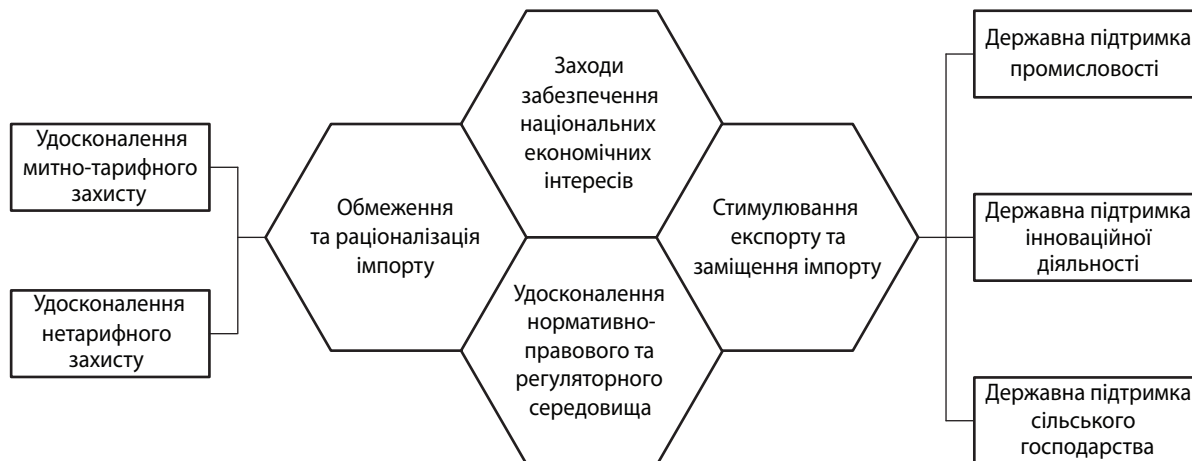 Удосконалення
митно-тарифного
захисту
Удосконалення
нетарифного
захисту
Обмеження
та раціоналізація
імпорту
Заходи
забезпечення
національних
економічних
інтересів
Удосконалення
нормативно-
правового та
регуляторного
середовища
Стимулювання
експорту та
заміщення імпорту
Державна підтримка
промисловості
Державна підтримка
інноваційної
діяльності
Державна підтримка
сільського
господарства